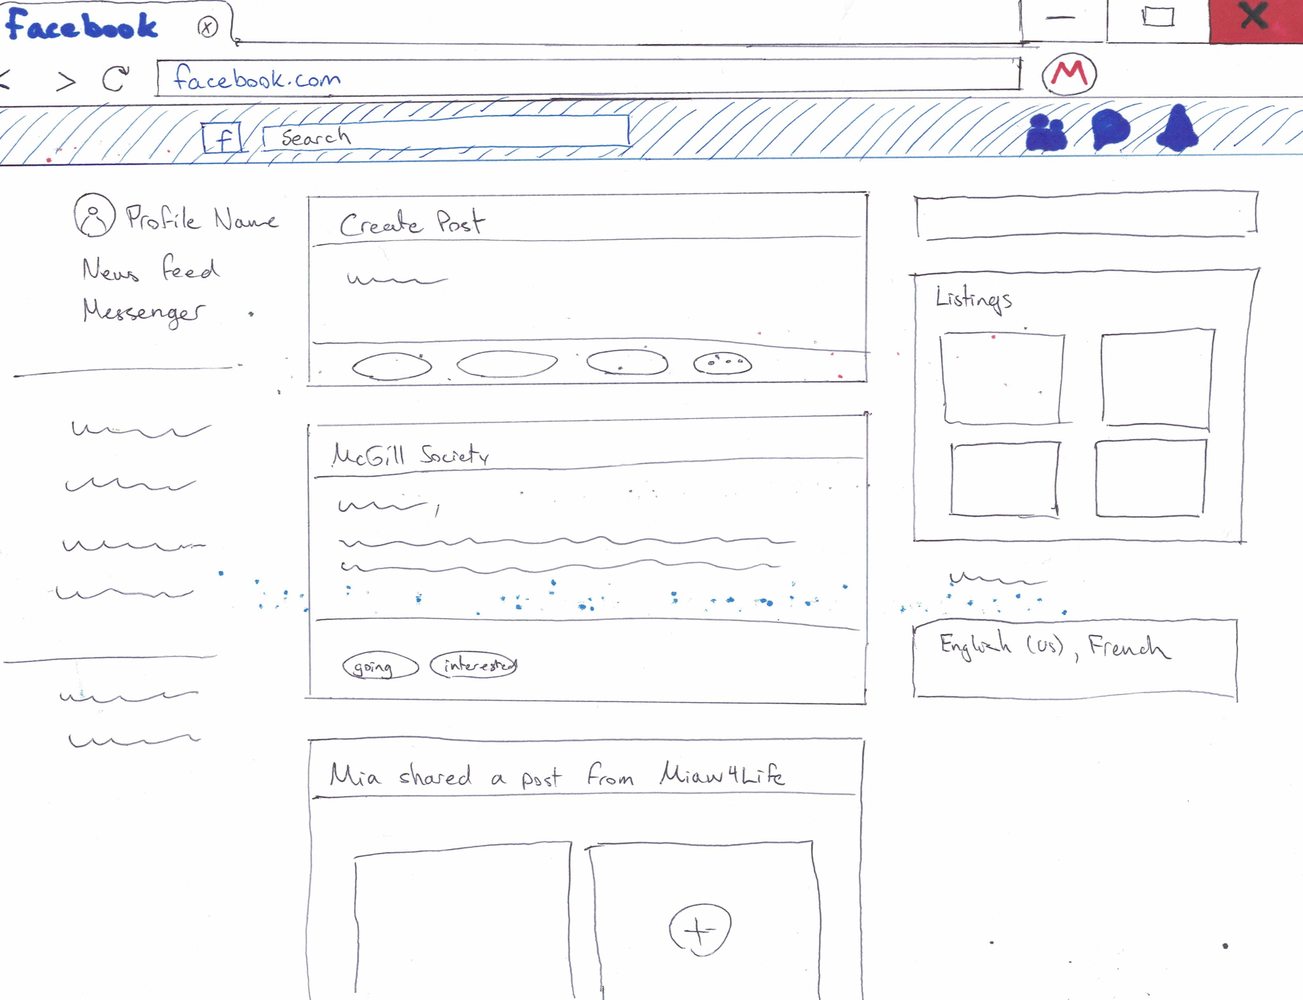 Facebook
facebook.com
M
f
Search
Profile Name
News feed
Messenger
Create Post
McGill Society
going
interested
Mia shared a post from Miaw4Life
Listings
English (US), French